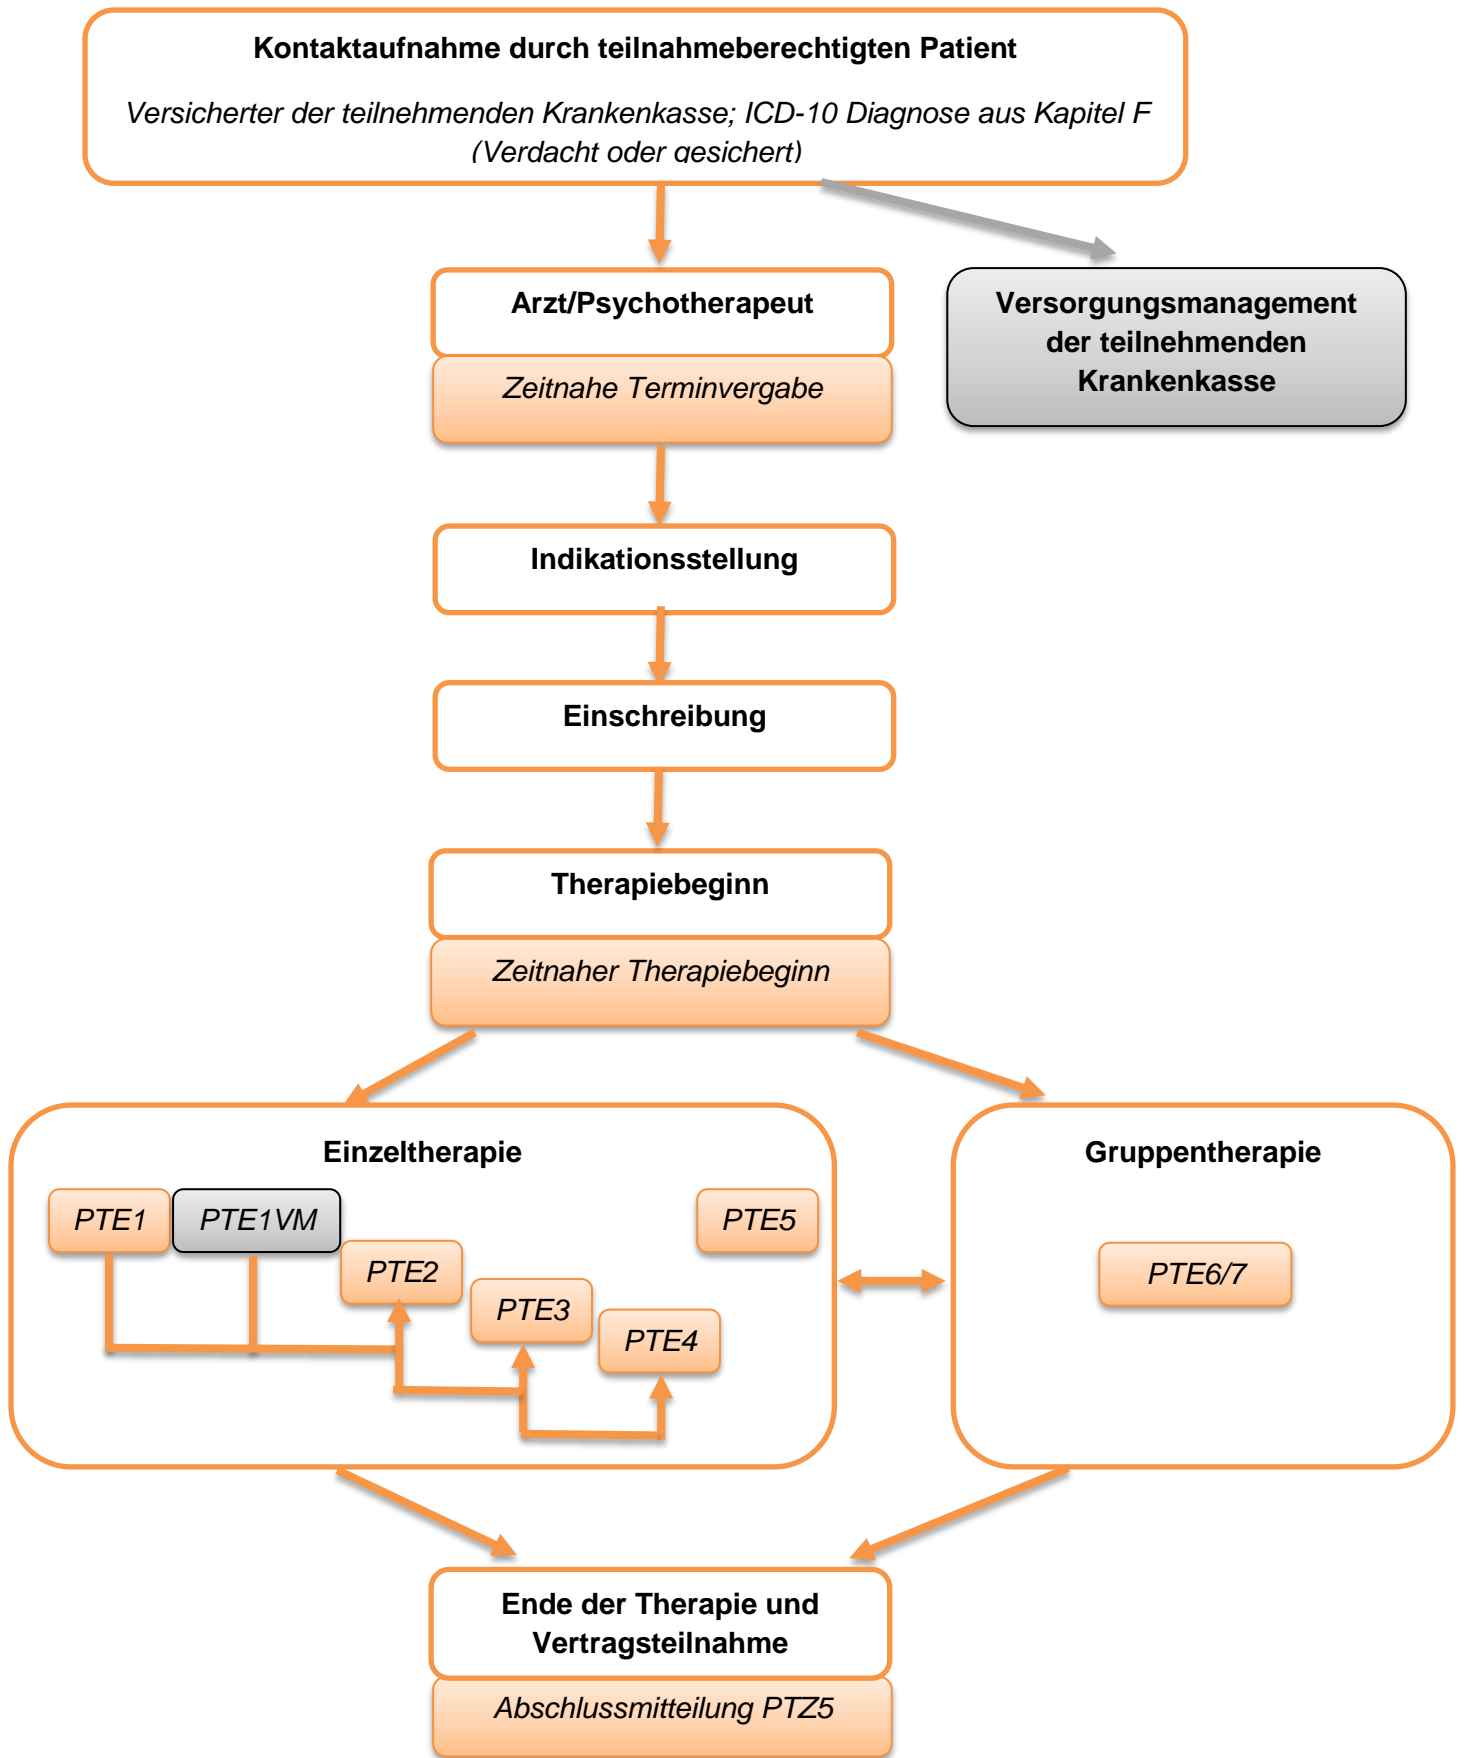 Kontaktaufnahme durch teilnahmeberechtigten Patient
Versicherter der teilnehmenden Krankenkasse; ICD-10 Diagnose aus Kapitel F
(Verdacht oder gesichert)
Arzt/Psychotherapeut
Zeitnahe Terminvergabe
Versorgungsmanagement
der teilnehmenden
Krankenkasse
Indikationsstellung
Einschreibung
Therapiebeginn
Zeitnaher Therapiebeginn
Einzeltherapie
PTE1
PTE1VM
PTE2
PTE3
PTE4
PTE5
Gruppentherapie
PTE6/7
Ende der Therapie und
Vertragsteilnahme
Abschlussmitteilung PTZ5